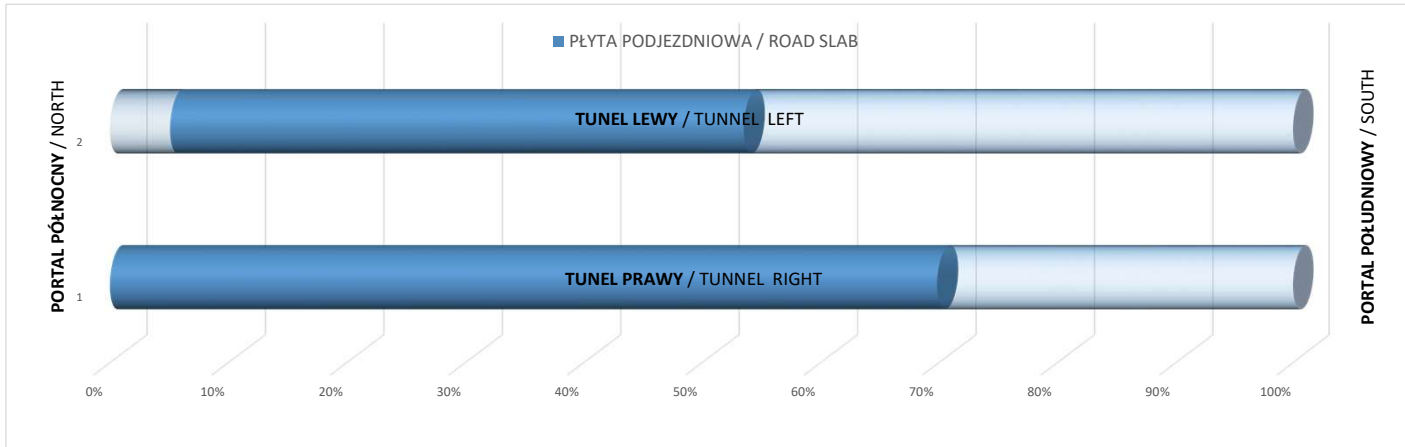 PŁYTA PODJEZDNIOWA / ROAD SLAB
PORTAL PÓŁNOCNY / NORTH
2
TUNEL LEWY / TUNNEL LEFT
PORTAL POŁUDNIOWY / SOUTH
1
TUNEL PRAWY / TUNNEL RIGHT
0% 10% 20% 30% 40% 50% 60% 70% 80% 90% 100%